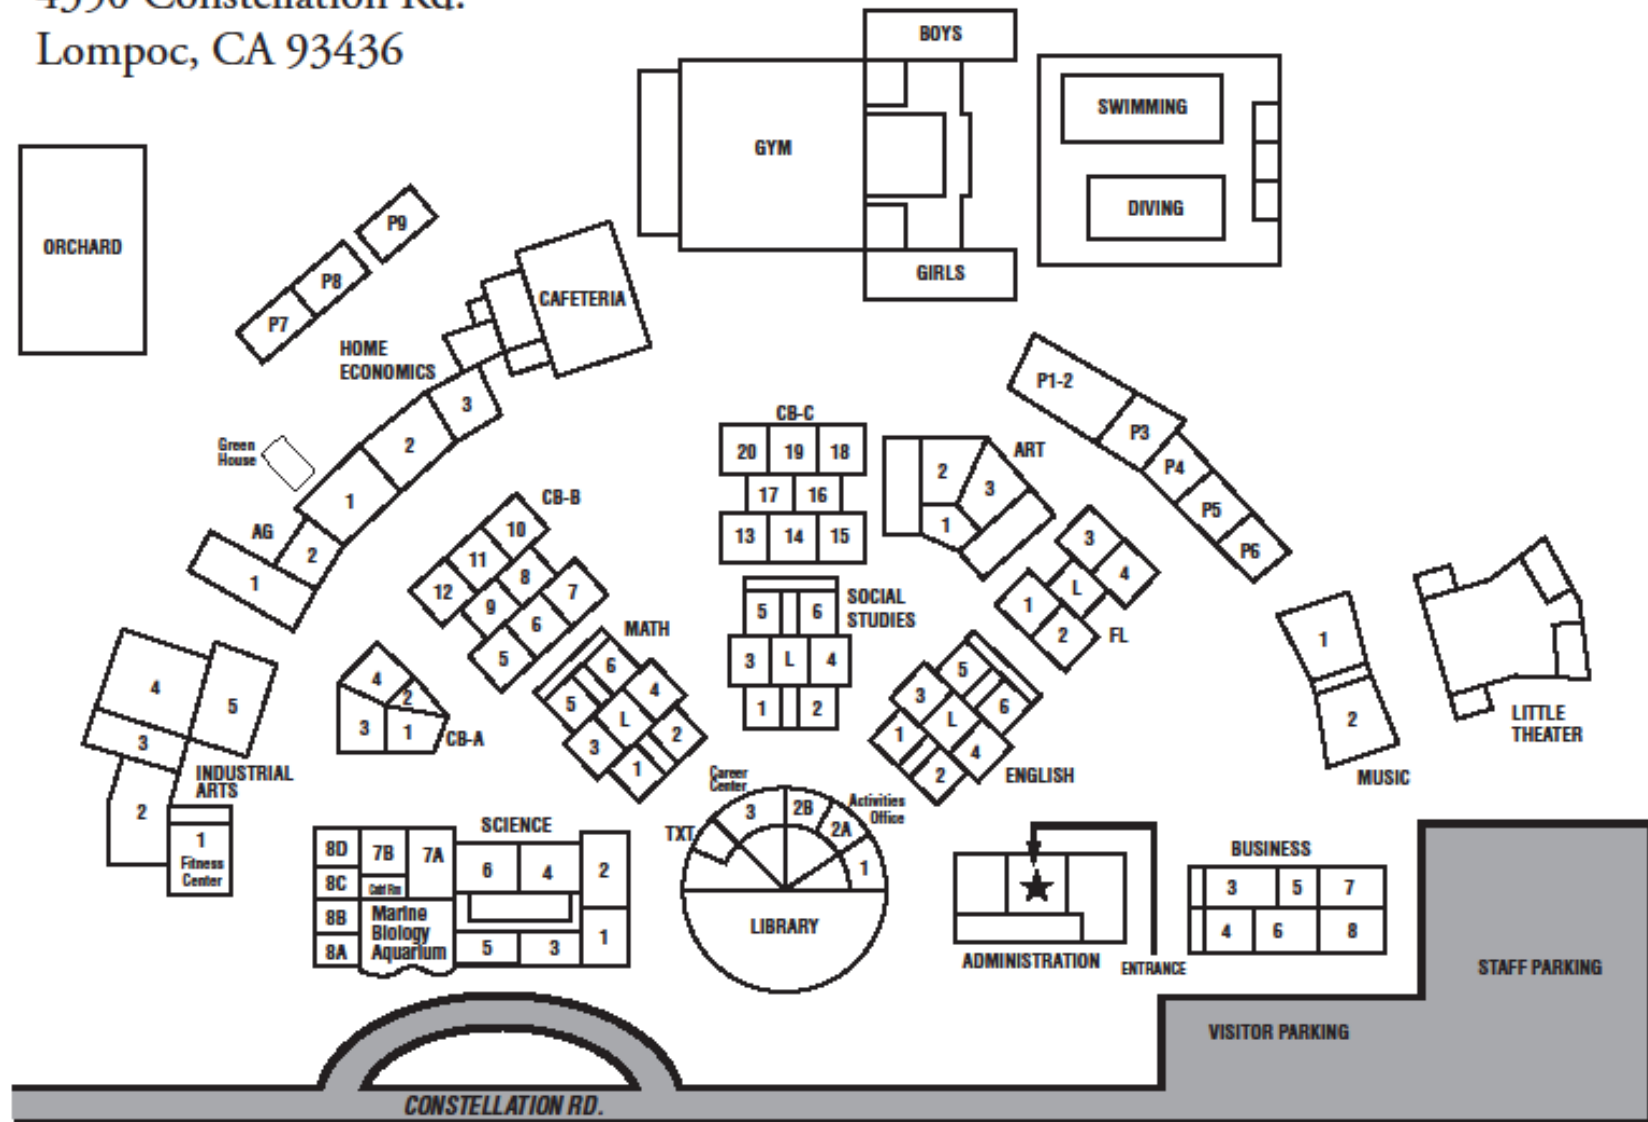 Lompoc, CA 93436
BOYS
SWIMMING
GYM
DIVING
GIRLS
ORCHARD
P9
P8
P7
CAFETERIA
HOME
ECONOMICS
3
2
1
Green
House
AG
2
1
CB-B
10
11
12
8
9
7
6
5
CB-C
20 19 18
17 16
13 14 15
ART
2
3
1
P1-2
P3
P4
P5
P6
3
4
L
1
2
FL
SOCIAL
STUDIES
5 6
3 L 4
1 2
MATH
6
5
4
L
3
2
1
4
2
3
1
CB-A
4
5
3
INDUSTRIAL
ARTS
2
1
Fitness
Center
5
3
6
L
1
4
2
ENGLISH
1
2
MUSIC
LITTLE
THEATER
Career
Center
Activities
Office
TXT
3
2B
2A
1
LIBRARY
SCIENCE
8D
7B
7A
6
4
2
8C
8B
Marine
Biology
Aquarium
8A
5
3
1
ADMINISTRATION
ENTRANCE
BUSINESS
3 5 7
4 6 8
STAFF PARKING
VISITOR PARKING
CONSTELLATION RD.